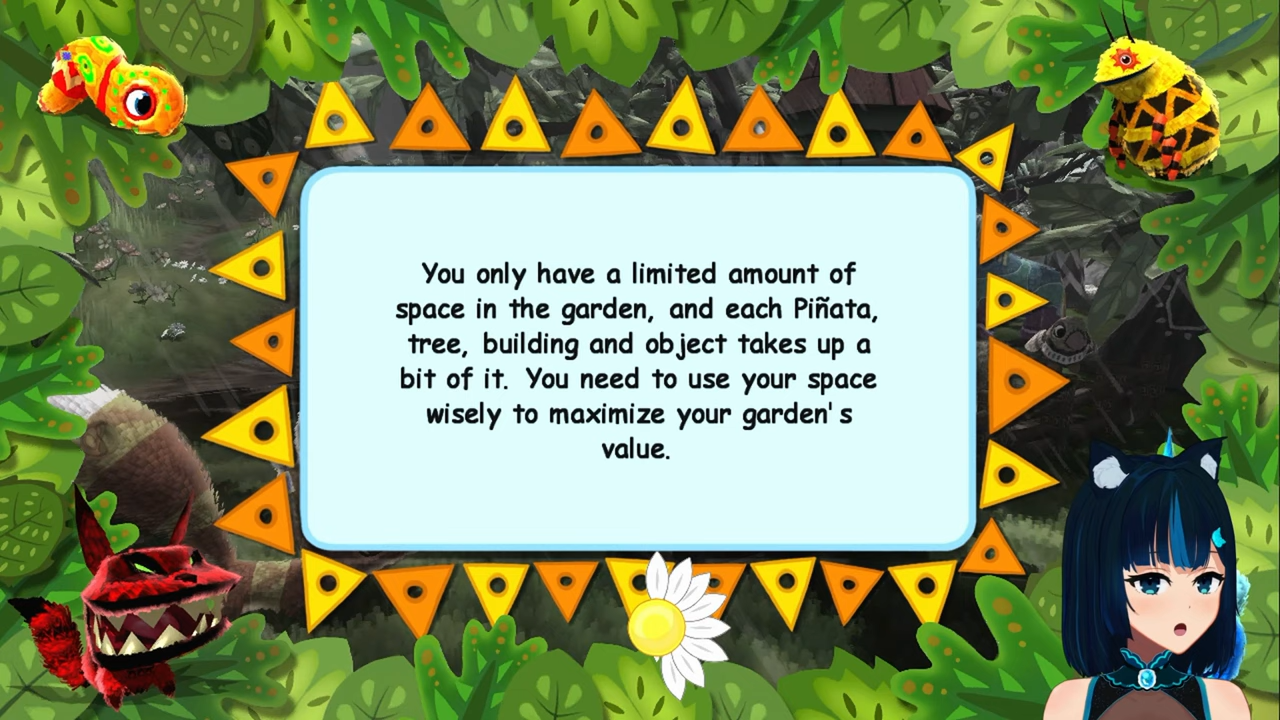 You only have a limited amount of
space in the garden, and each Piñata,
tree, building and object takes up a
bit of it. You need to use your space
wisely to maximize your garden's
value.